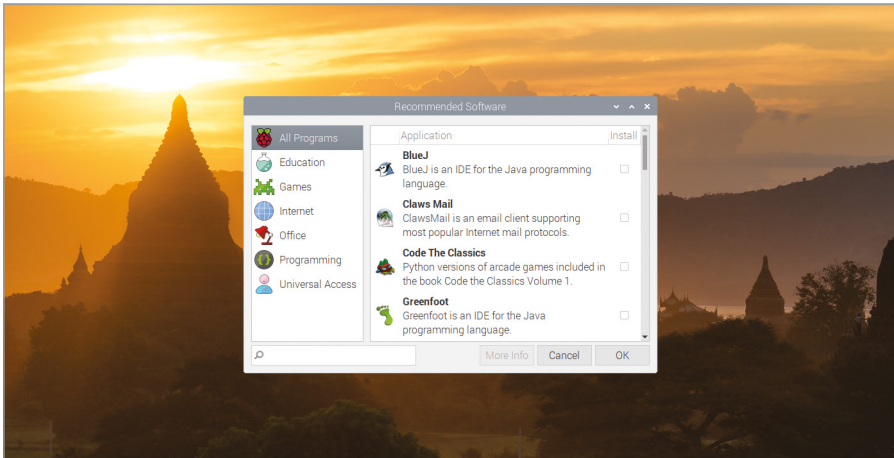 Recommended Software
All Programs
Education
Games
Internet
Office
Programming
Universal Access
Application Install
BlueJ
BlueJ is an IDE for the Java programming
language.
Claws Mail
ClawsMail is an email client supporting
most popular Internet mail protocols.
Code The Classics
Python versions of arcade games included in
the book Code the Classics Volume 1.
Greenfoot
Greenfoot is an IDE for the Java
programming language.
More Info Cancel OK